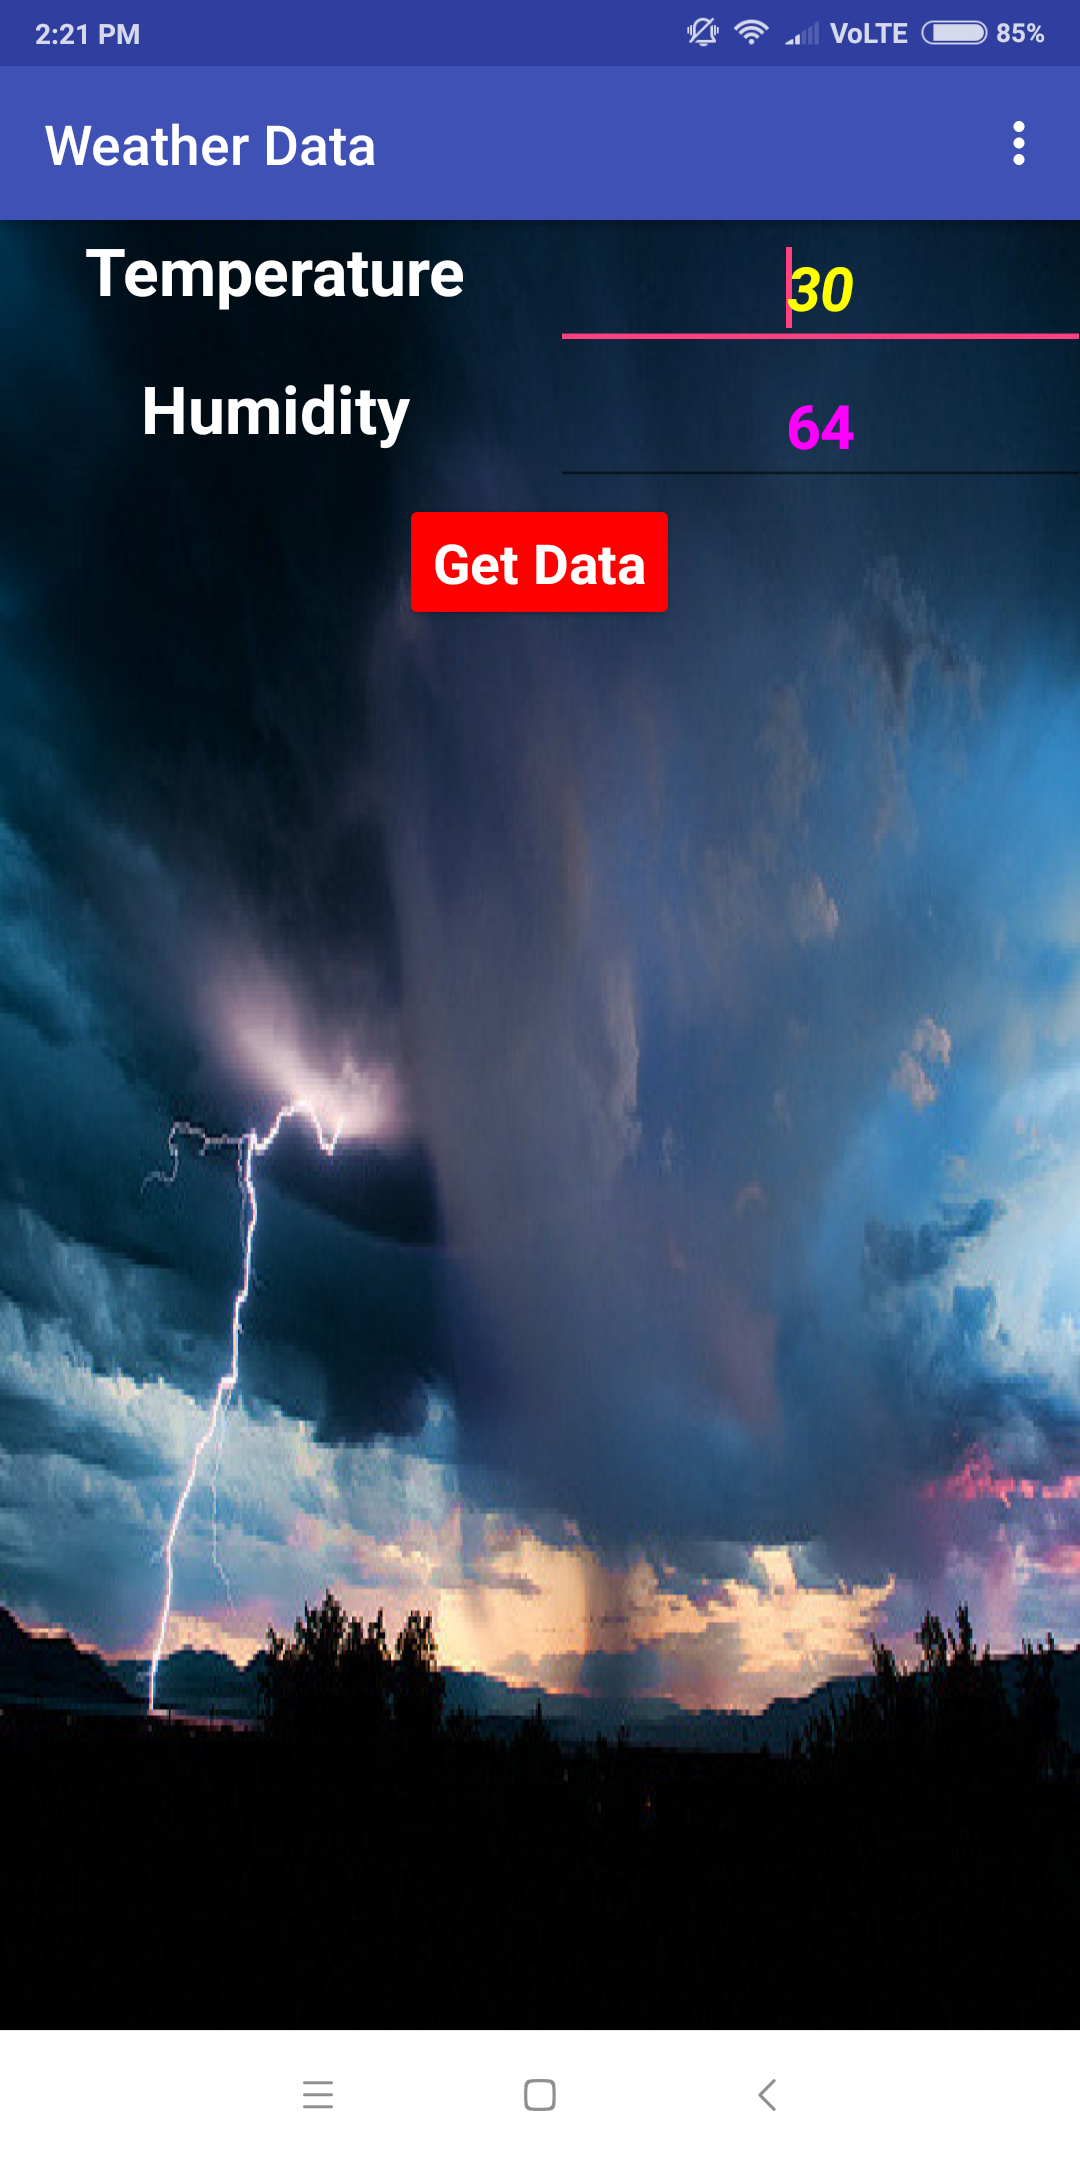 2:21 PM VoLTE 85%
Weather Data
Temperature 30
Humidity 64
Get Data